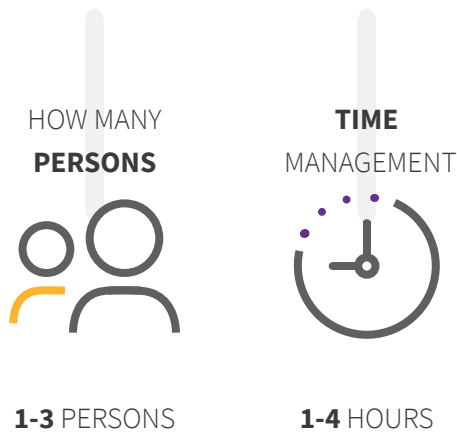 HOW MANY
PERSONS
1-3 PERSONS
TIME
MANAGEMENT
1-4 HOURS